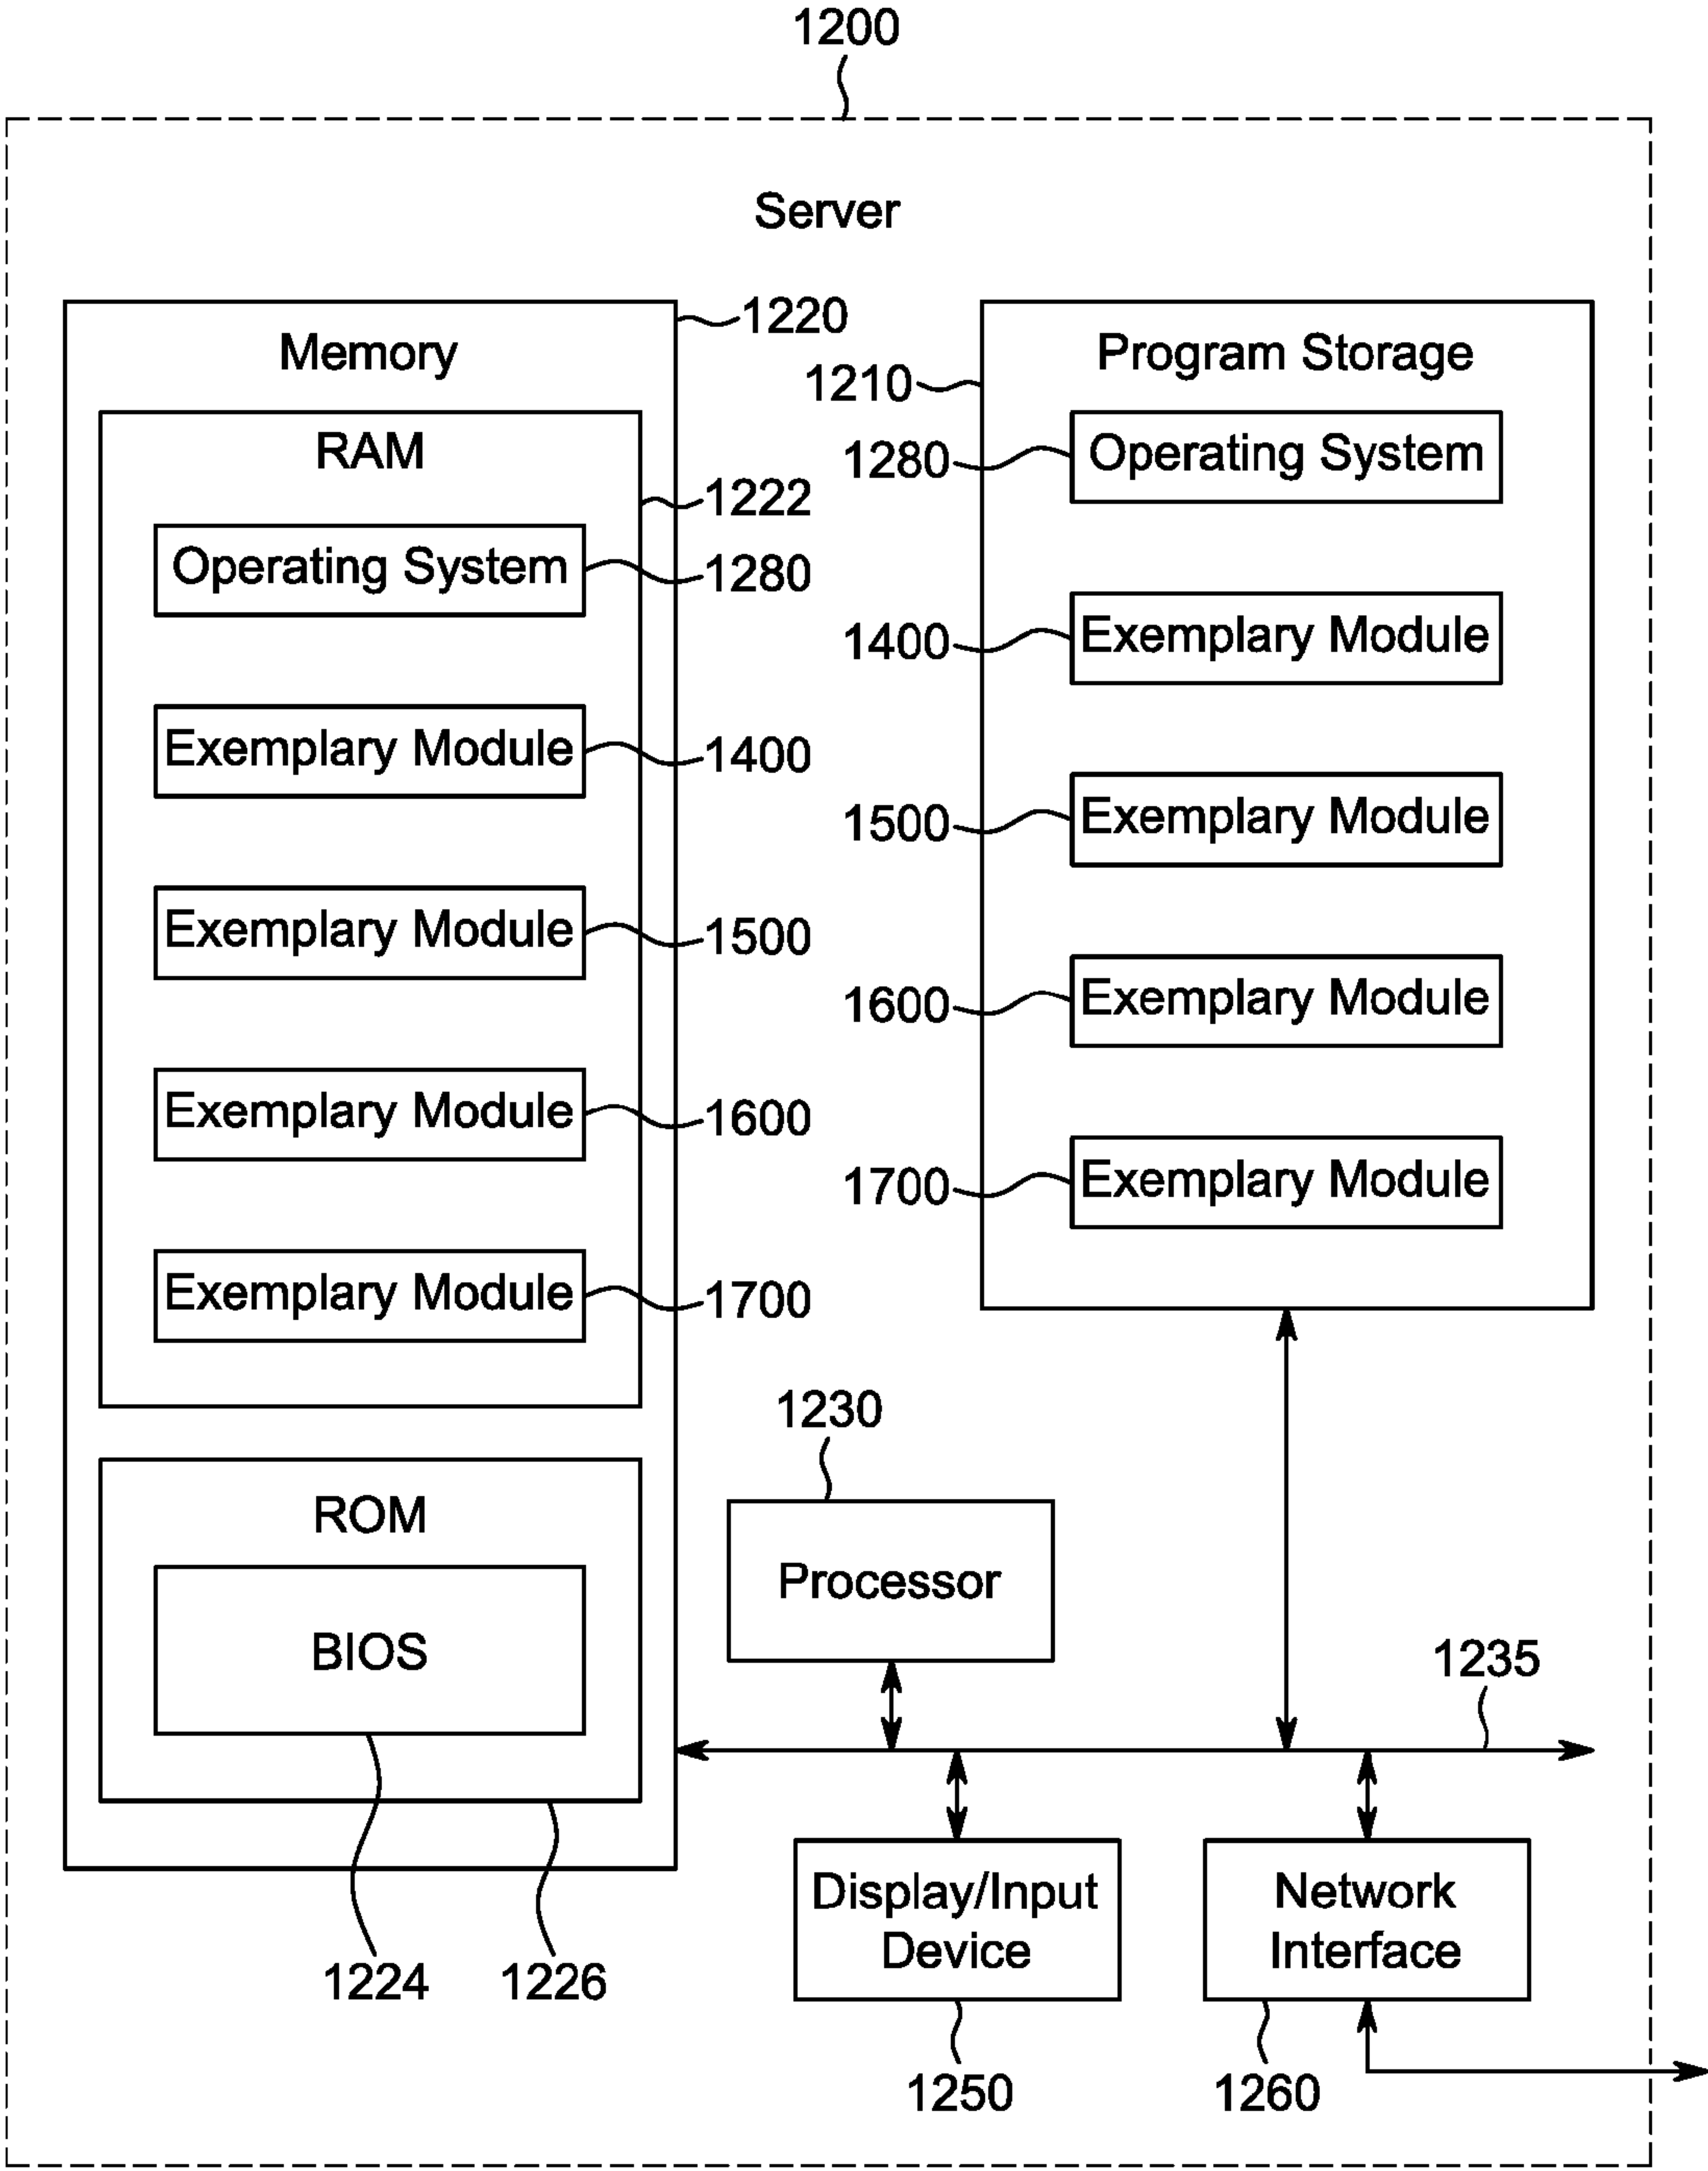 1200
Server
Memory
1220
RAM
1222
Operating System
1280
Exemplary Module
1400
Exemplary Module
1500
Exemplary Module
1600
Exemplary Module
1700
ROM
BIOS
1224
1226
Program Storage
1210
1280
Operating System
1400
Exemplary Module
1500
Exemplary Module
1600
Exemplary Module
1700
Exemplary Module
1230
Processor
1235
Display/Input
Device
1250
Network
Interface
1260